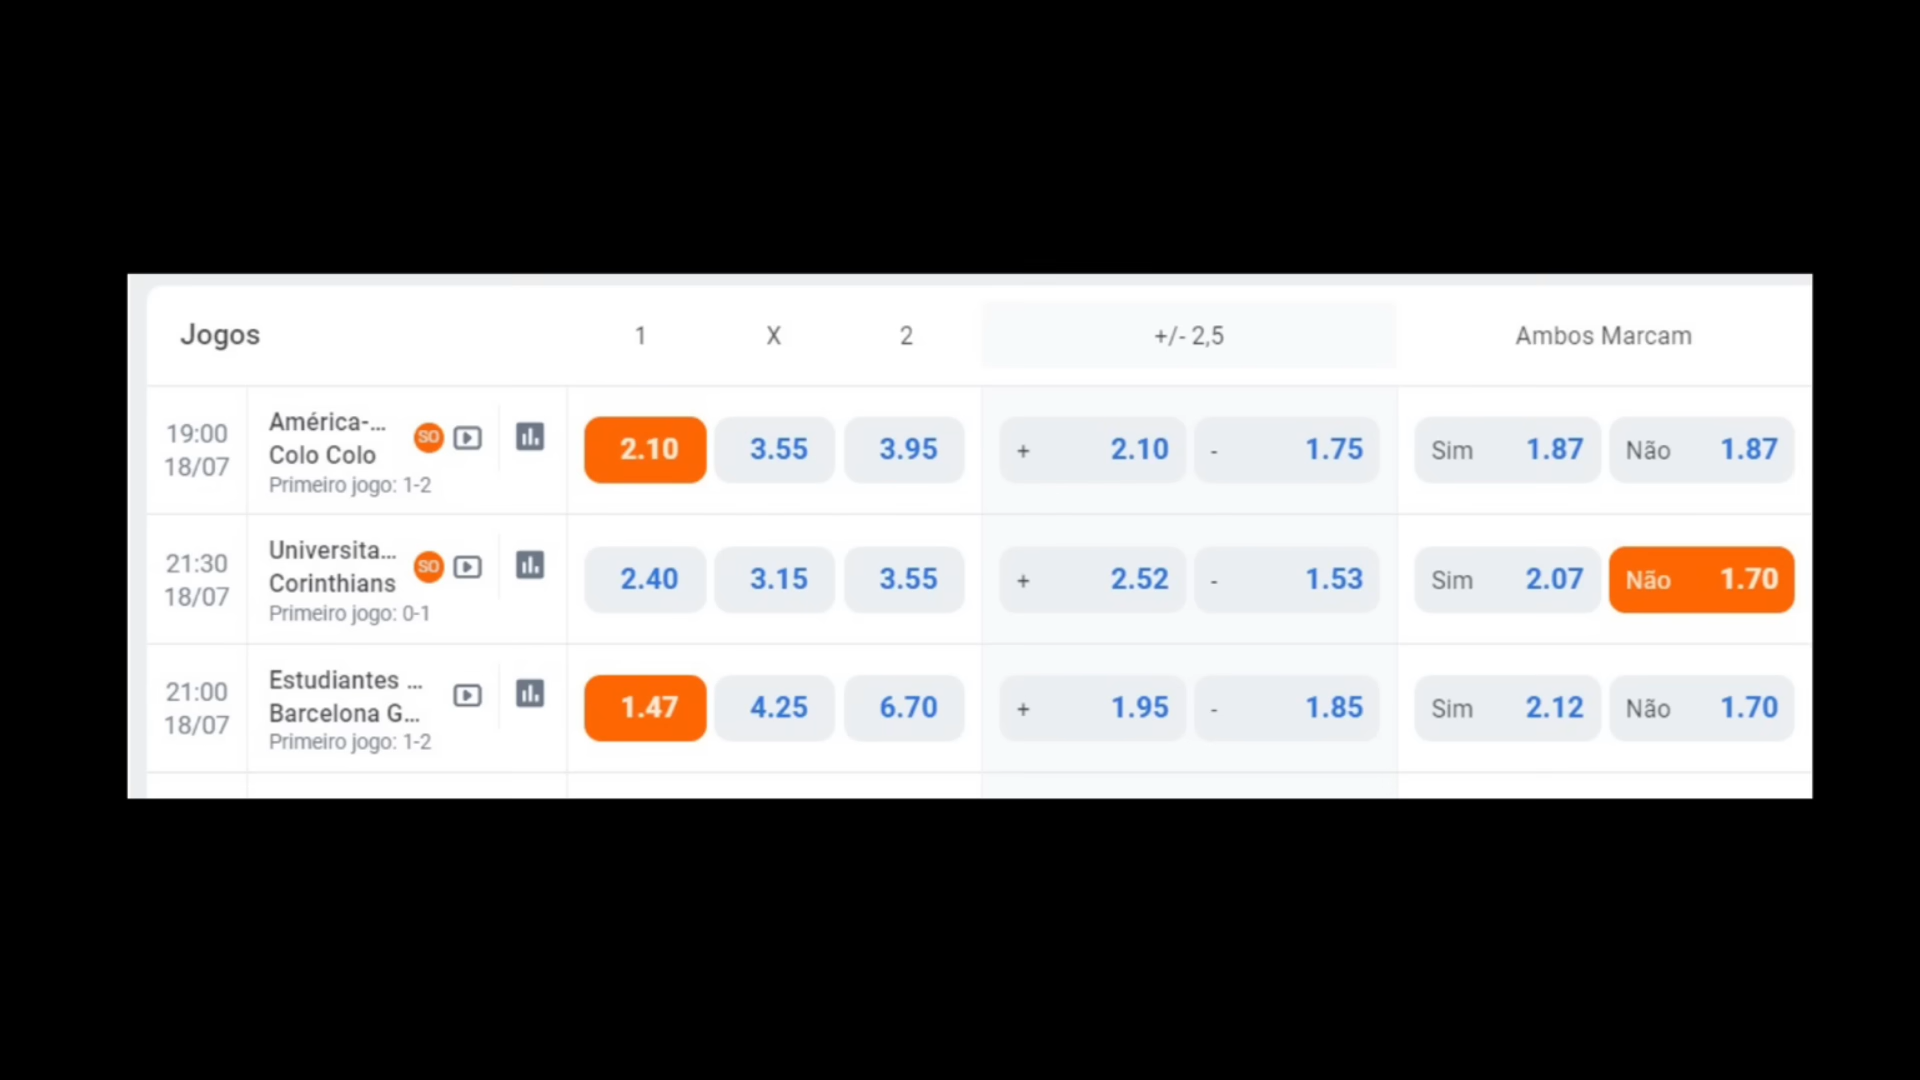 Jogos 1 X 2 +/- 2,5 Ambos Marcam
19:00
18/07
América-...
Colo Colo
Primeiro jogo: 1-2
SO
2.10 3.55 3.95 + 2.10 - 1.75 Sim 1.87 Não 1.87
21:30
18/07
Universita...
Corinthians
Primeiro jogo: 0-1
SO
2.40 3.15 3.55 + 2.52 - 1.53 Sim 2.07 Não 1.70
21:00
18/07
Estudiantes ...
Barcelona G...
Primeiro jogo: 1-2
1.47 4.25 6.70 + 1.95 - 1.85 Sim 2.12 Não 1.70